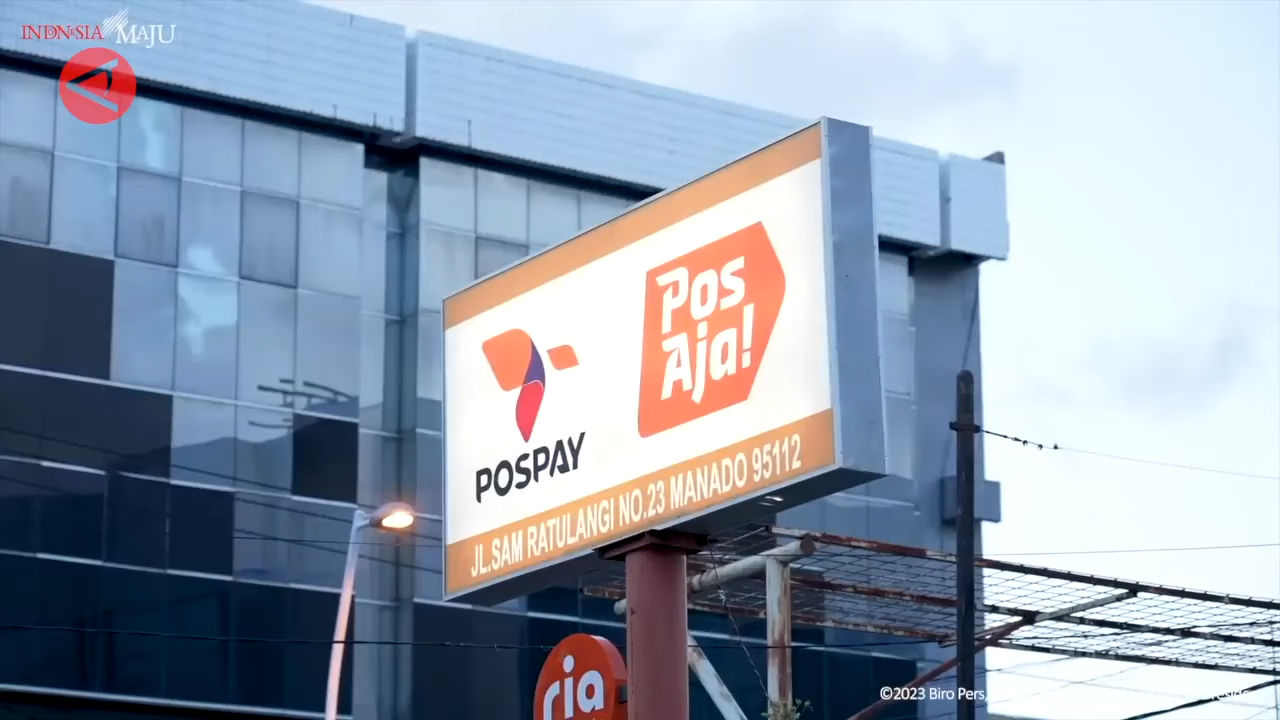 INDONESIA MAJU
Pos
Aja!
POSPAY
JL.SAM RATULANGI NO.23 MANADO 95112
ria
©2023 Biro Pers,